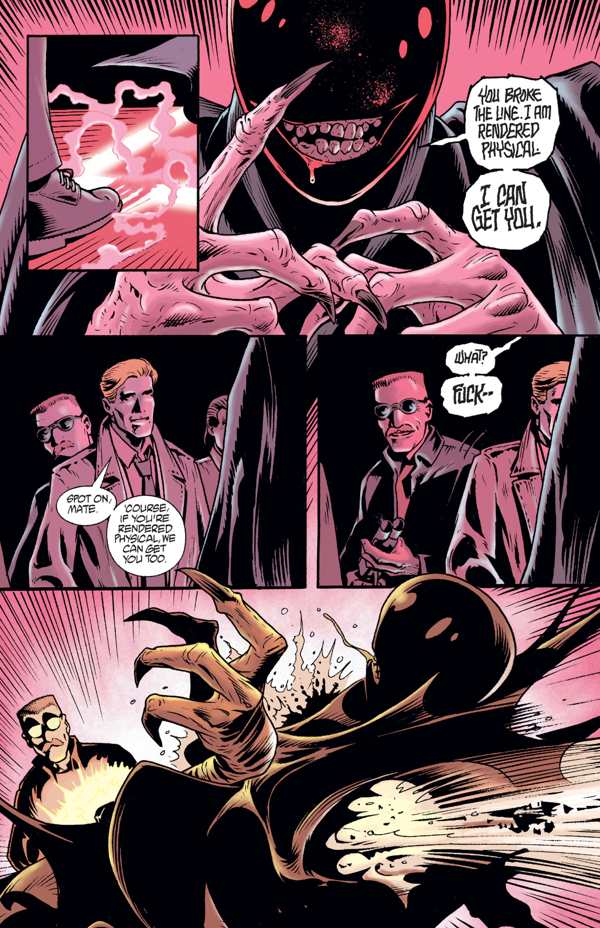 YOU BROKE
THE LINE. I AM
RENDERED
PHYSICAL.
I CAN
GET YOU.
SPOT ON,
MATE.
'COURSE,
IF YOU'RE
RENDERED
PHYSICAL, WE
CAN GET
YOU TOO.
WHAT?
FUCK--